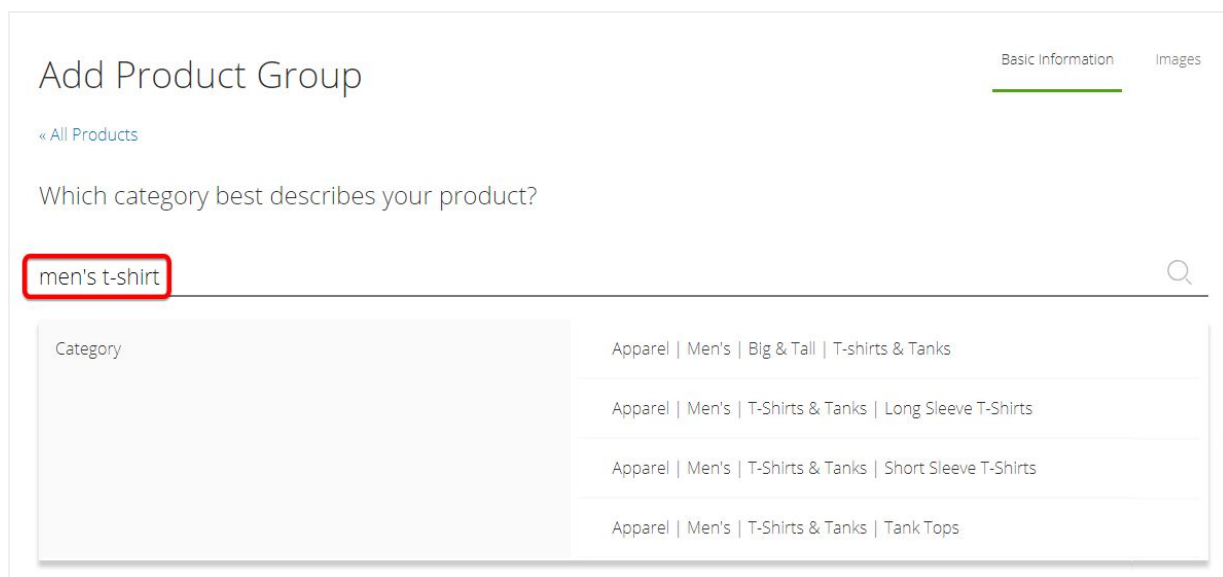 Add Product Group
Basic Information
Images
« All Products
Which category best describes your product?
men's t-shirt
Category
Apparel | Men's | Big & Tall | T-shirts & Tanks
Apparel | Men's | T-Shirts & Tanks | Long Sleeve T-Shirts
Apparel | Men's | T-Shirts & Tanks | Short Sleeve T-Shirts
Apparel | Men's | T-Shirts & Tanks | Tank Tops